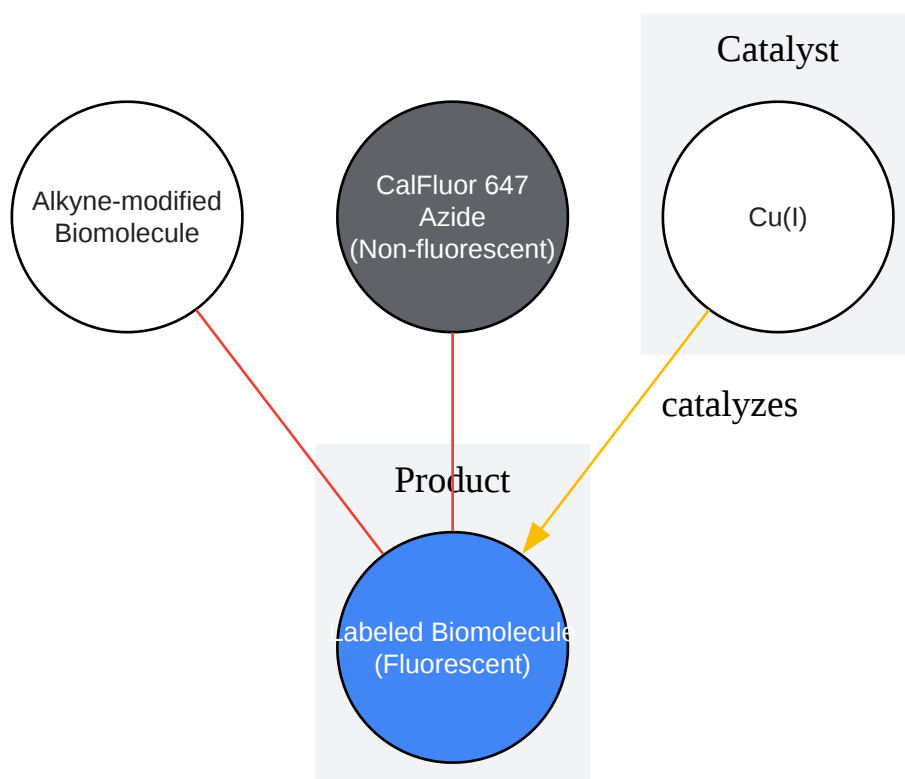 Catalyst
Alkyne-modified
Biomolecule
CalFluor 647
Azide
(Non-fluorescent)
Cu(I)
catalyzes
Product
Labeled Biomolecule
(Fluorescent)